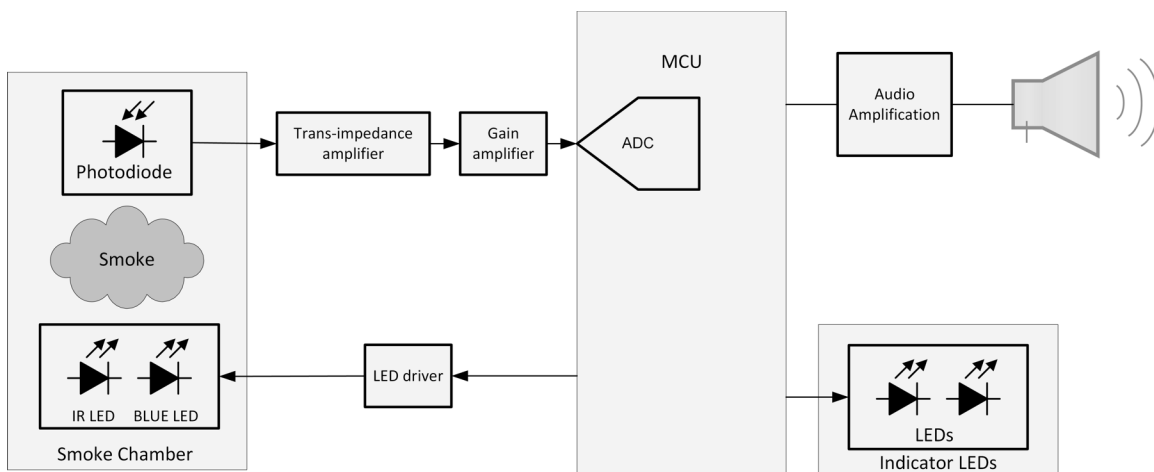 MCU
Photodiode
Trans-impedance
amplifier
Gain
amplifier
ADC
Audio
Amplification
Smoke
IR LED
BLUE LED
Smoke Chamber
LED driver
LEDs
Indicator LEDs